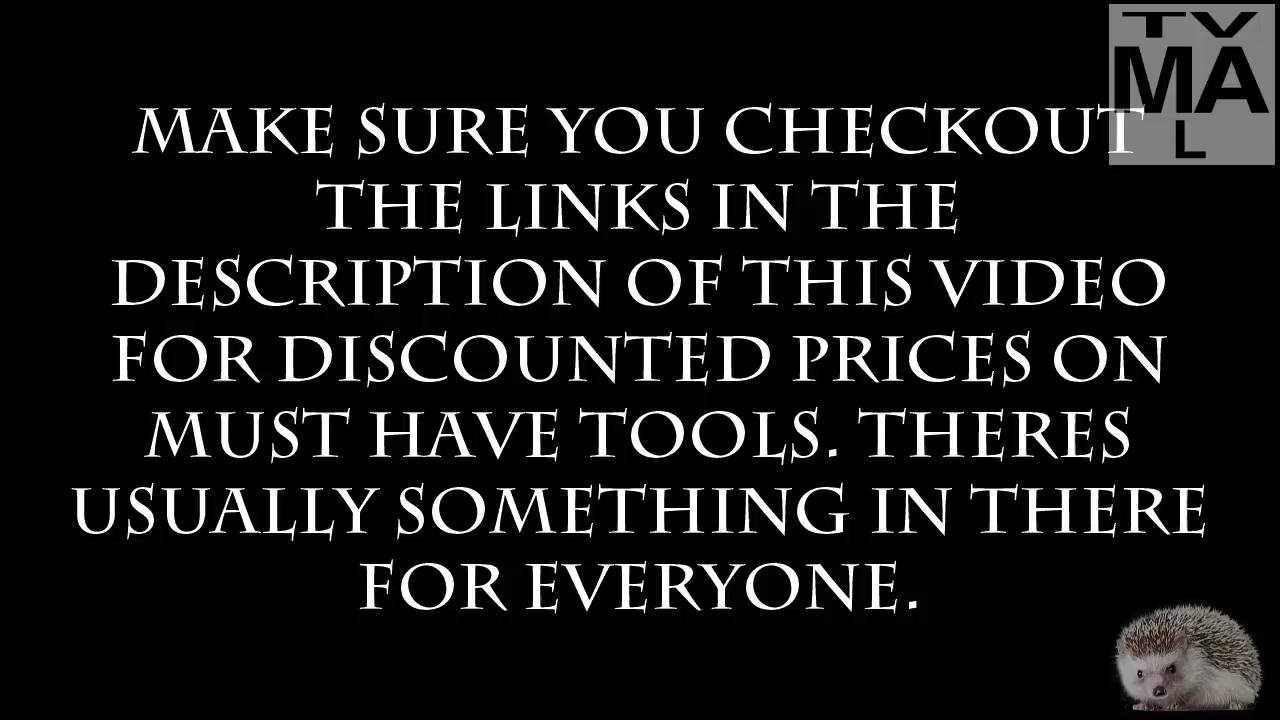 TV
MA
L
MAKE SURE YOU CHECKOUT
THE LINKS IN THE
DESCRIPTION OF THIS VIDEO
FOR DISCOUNTED PRICES ON
MUST HAVE TOOLS. THERES
USUALLY SOMETHING IN THERE
FOR EVERYONE.